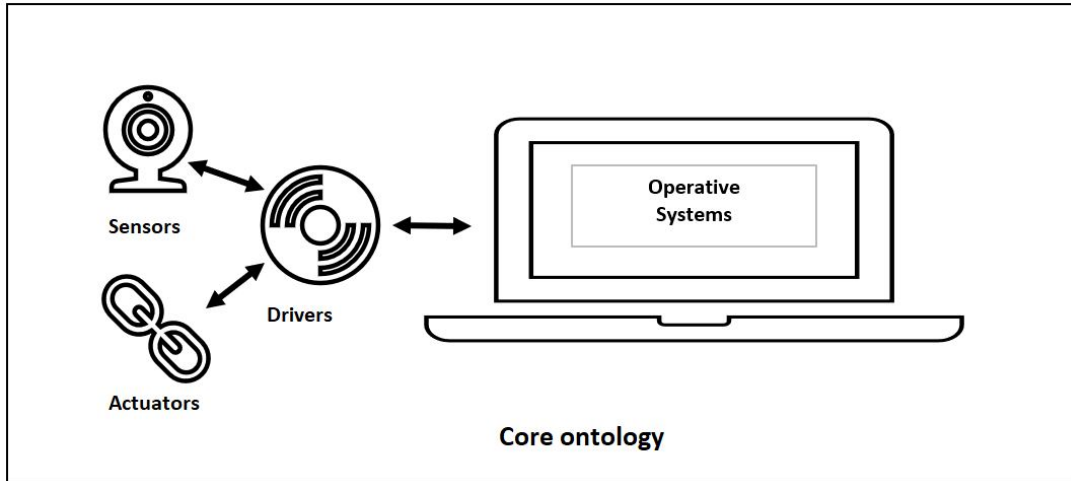 Sensors
Operative
Systems
Drivers
Actuators
Core ontology